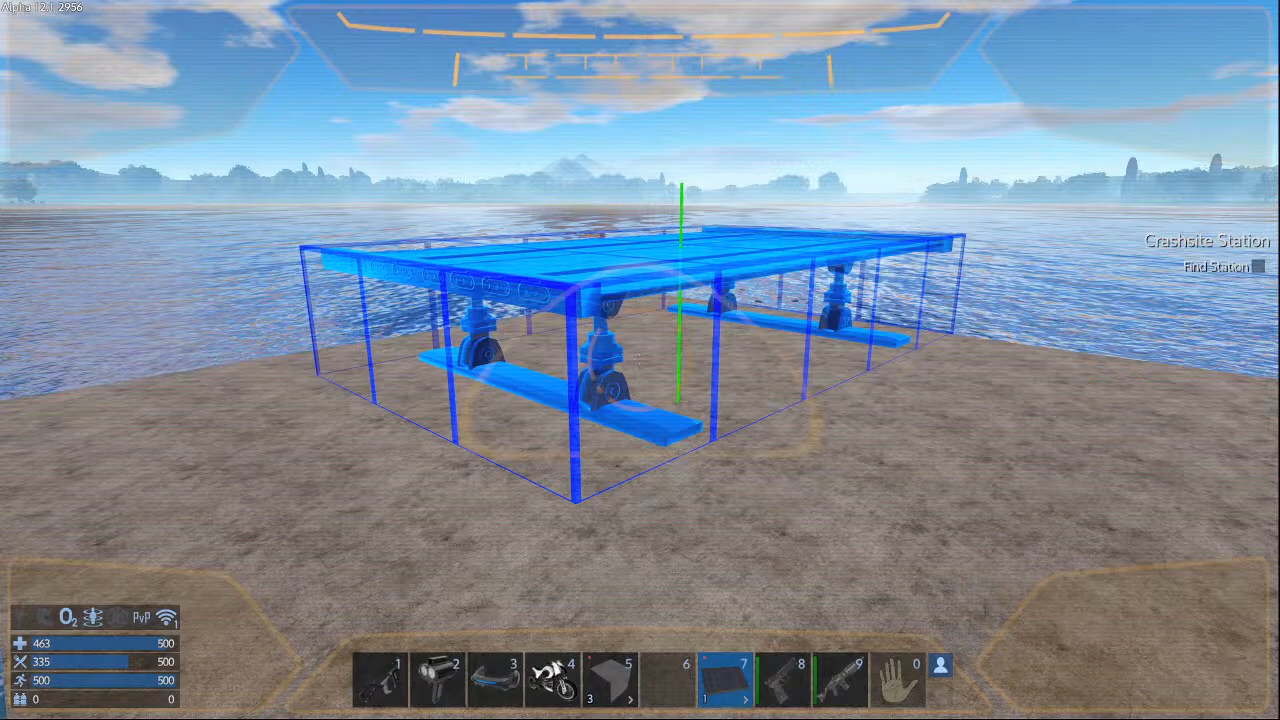 Alpha 12.1 2956
Crashsite Station
Find Station
O2 PvP 1
463 500
335 500
500 500
0 0
1 2 3 4 5 3 6 7 1 8 9 0